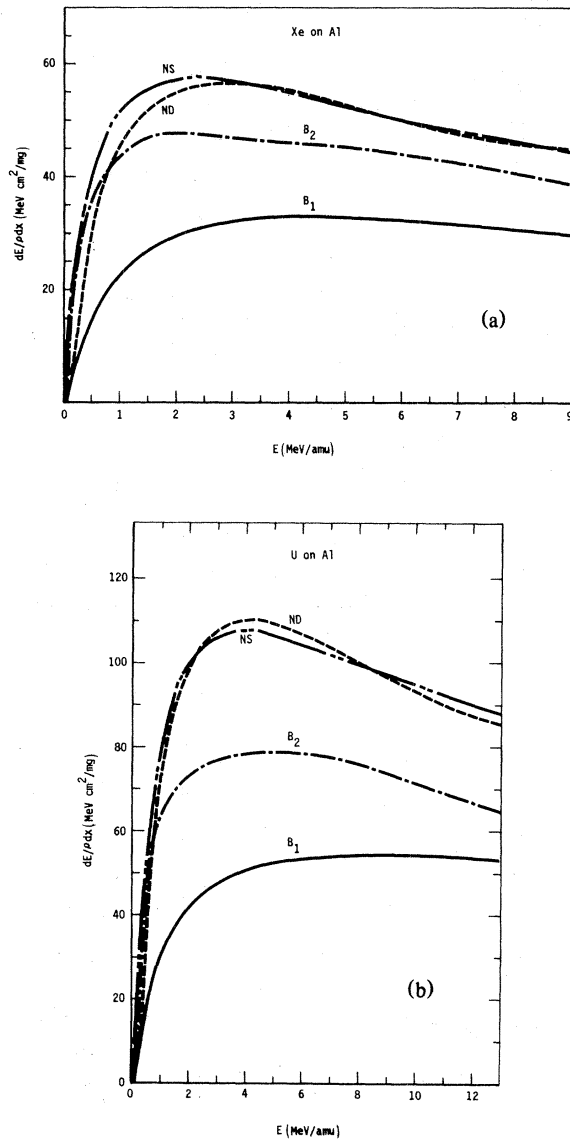 Xe on Al
60
40
20
0 1 2 3 4 5 6 7 8 9
NS
ND
B2
B1
(a)
dE/ρdx (MeV cm²/mg)
E (MeV/amu)
U on Al
120
100
80
60
40
20
0
0 2 4 6 8 10 12
ND
NS
B2
B1
(b)
dE/ρdx (MeV cm²/mg)
E (MeV/amu)